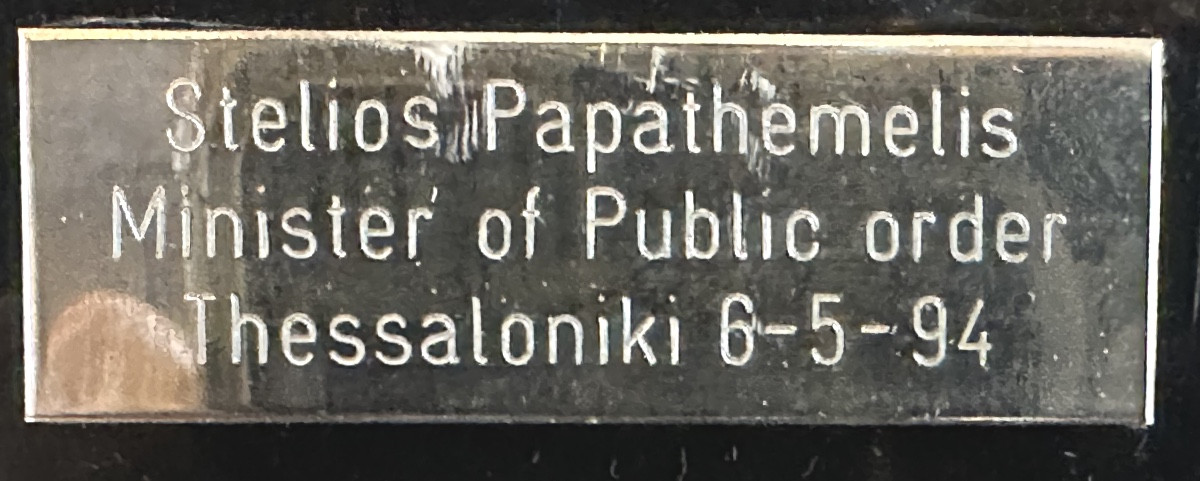 Stelios Papathemelis
Minister of Public order
Thessaloniki 6-5-94